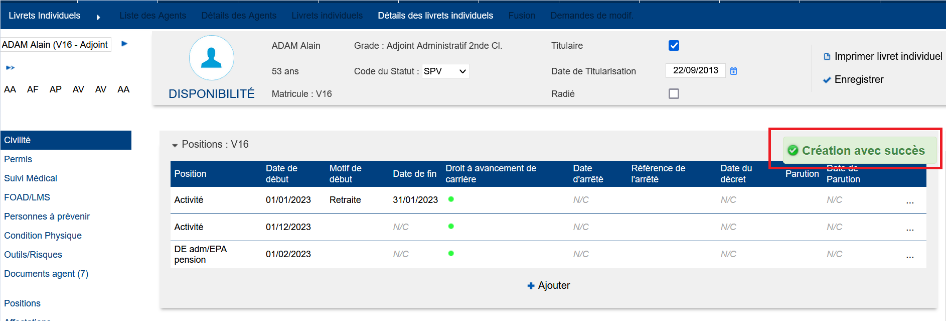 Livrets Individuels
Liste des Agents
Détails des Agents
Livrets individuels
Détails des livrets individuels
Fusion
Demandes de modif.
ADAM Alain (V16 - Adjoint
AA AF AP AV AV AA
DISPONIBILITÉ
ADAM Alain
Grade : Adjoint Administratif 2nde Cl.
Titulaire
53 ans
Code du Statut : SPV
Date de Titularisation 22/09/2013
Matricule : V16
Radié
Imprimer livret individuel
Enregistrer
Civilité
Permis
Suivi Médical
FOAD/LMS
Personnes à prévenir
Condition Physique
Outils/Risques
Documents agent (7)
Positions
Positions : V16
Création avec succès
Position
Date de
début
Motif de
début
Date de fin
Droit à avancement de
carrière
Date
d'arrêté
Référence de
l'arrêté
Date du
décret
Parution
Date de
Parution
Activité 01/01/2023 Retraite 31/01/2023 N/C N/C N/C N/C ...
Activité 01/12/2023 N/C N/C N/C N/C N/C ...
DE adm/EPA
pension 01/02/2023 N/C N/C N/C N/C N/C ...
+ Ajouter